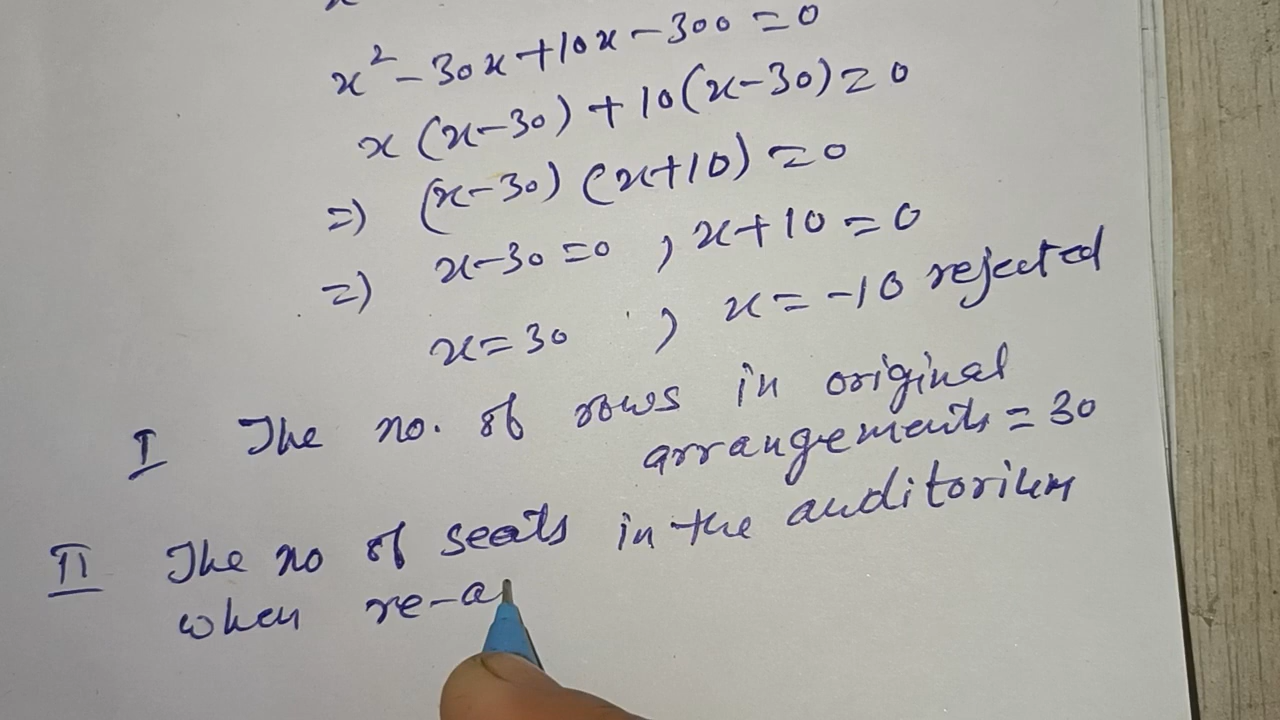 x² - 30x + 10x - 300 = 0
x (x-30) + 10(x-30) = 0
=) (x-30) (x+10) = 0
=) x-30 = 0 , x+10 = 0
x = 30 , x = -10 rejected
I The no. of rows in original
arrangements = 30
II The no of seats in the auditorium
when re-a